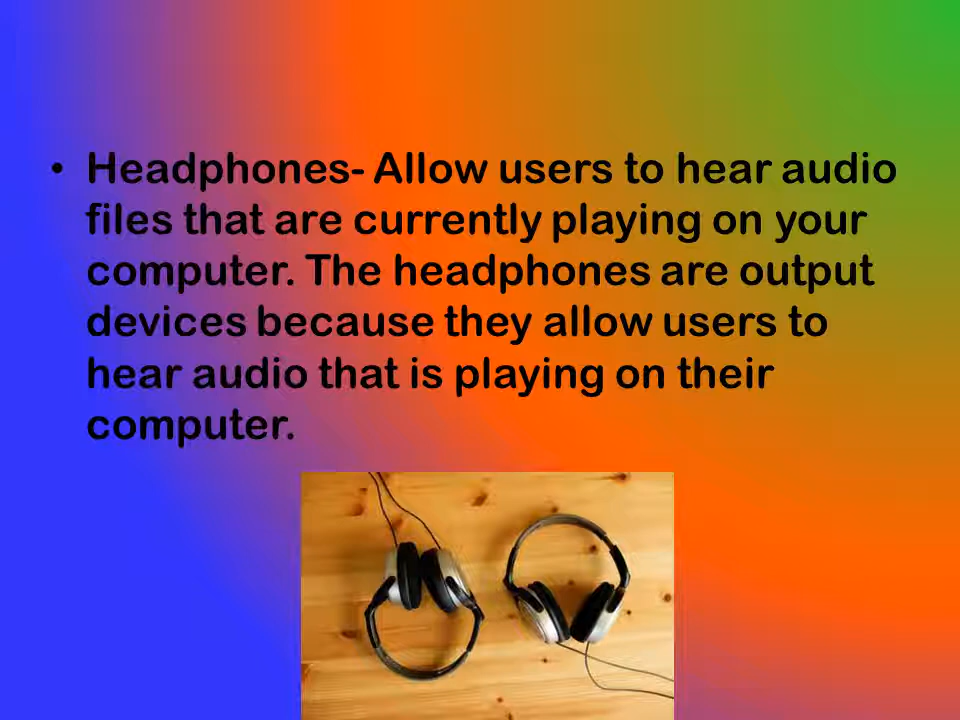 • Headphones- Allow users to hear audio
files that are currently playing on your
computer. The headphones are output
devices because they allow users to
hear audio that is playing on their
computer.